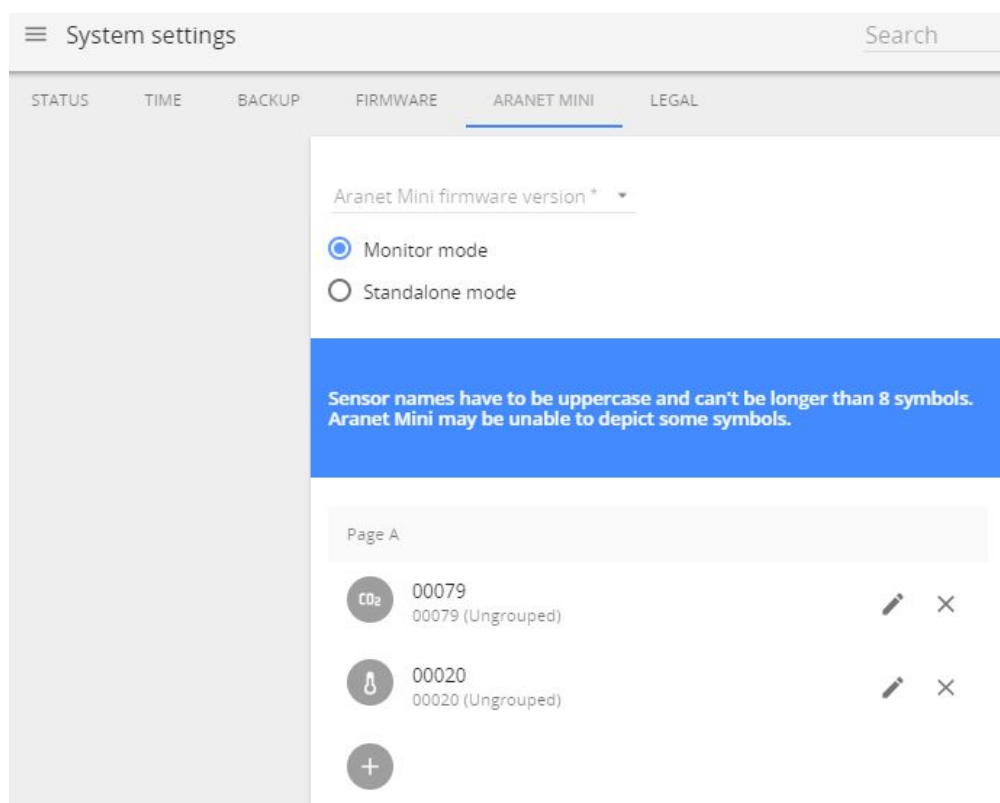 System settings
Search
STATUS TIME BACKUP FIRMWARE ARANET MINI LEGAL
Aranet Mini firmware version *
Monitor mode
Standalone mode
Sensor names have to be uppercase and can't be longer than 8 symbols.
Aranet Mini may be unable to depict some symbols.
Page A
CO₂
00079
00079 (Ungrouped)
00020
00020 (Ungrouped)